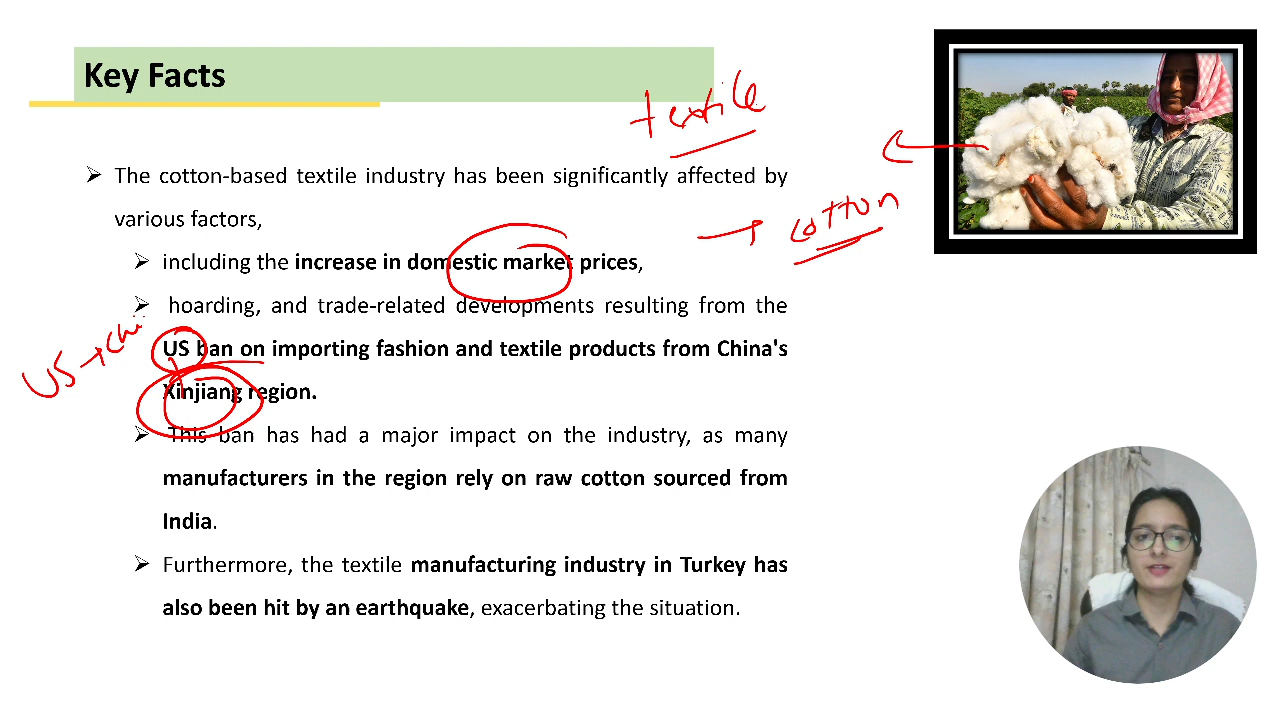 Key Facts
textile
The cotton-based textile industry has been significantly affected by
various factors,
cotton
including the increase in domestic market prices,
hoarding, and trade-related developments resulting from the
US ban on importing fashion and textile products from China's
US → Chi
Xinjiang region.
This ban has had a major impact on the industry, as many
manufacturers in the region rely on raw cotton sourced from
India.
Furthermore, the textile manufacturing industry in Turkey has
also been hit by an earthquake, exacerbating the situation.